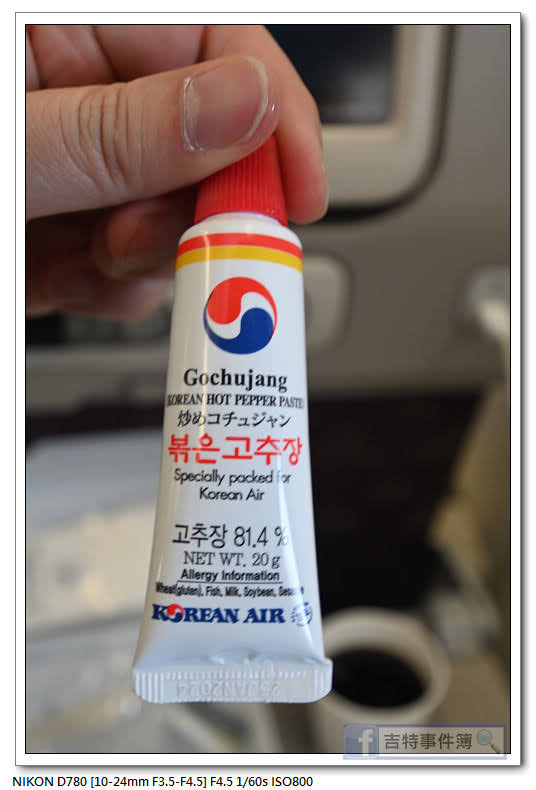 Gochujang
KOREAN HOT PEPPER PASTE
炒めコチュジャン
볶은고추장
Specially packed for
Korean Air
고추장 81.4 %
NET WT. 20g
Allergy Information
Wheat(gluten), Fish, Milk, Soybean, Sesame
KOREAN AIR
25JAN2024
f 吉特事件簿
NIKON D780 [10-24mm F3.5-F4.5] F4.5 1/60s ISO800